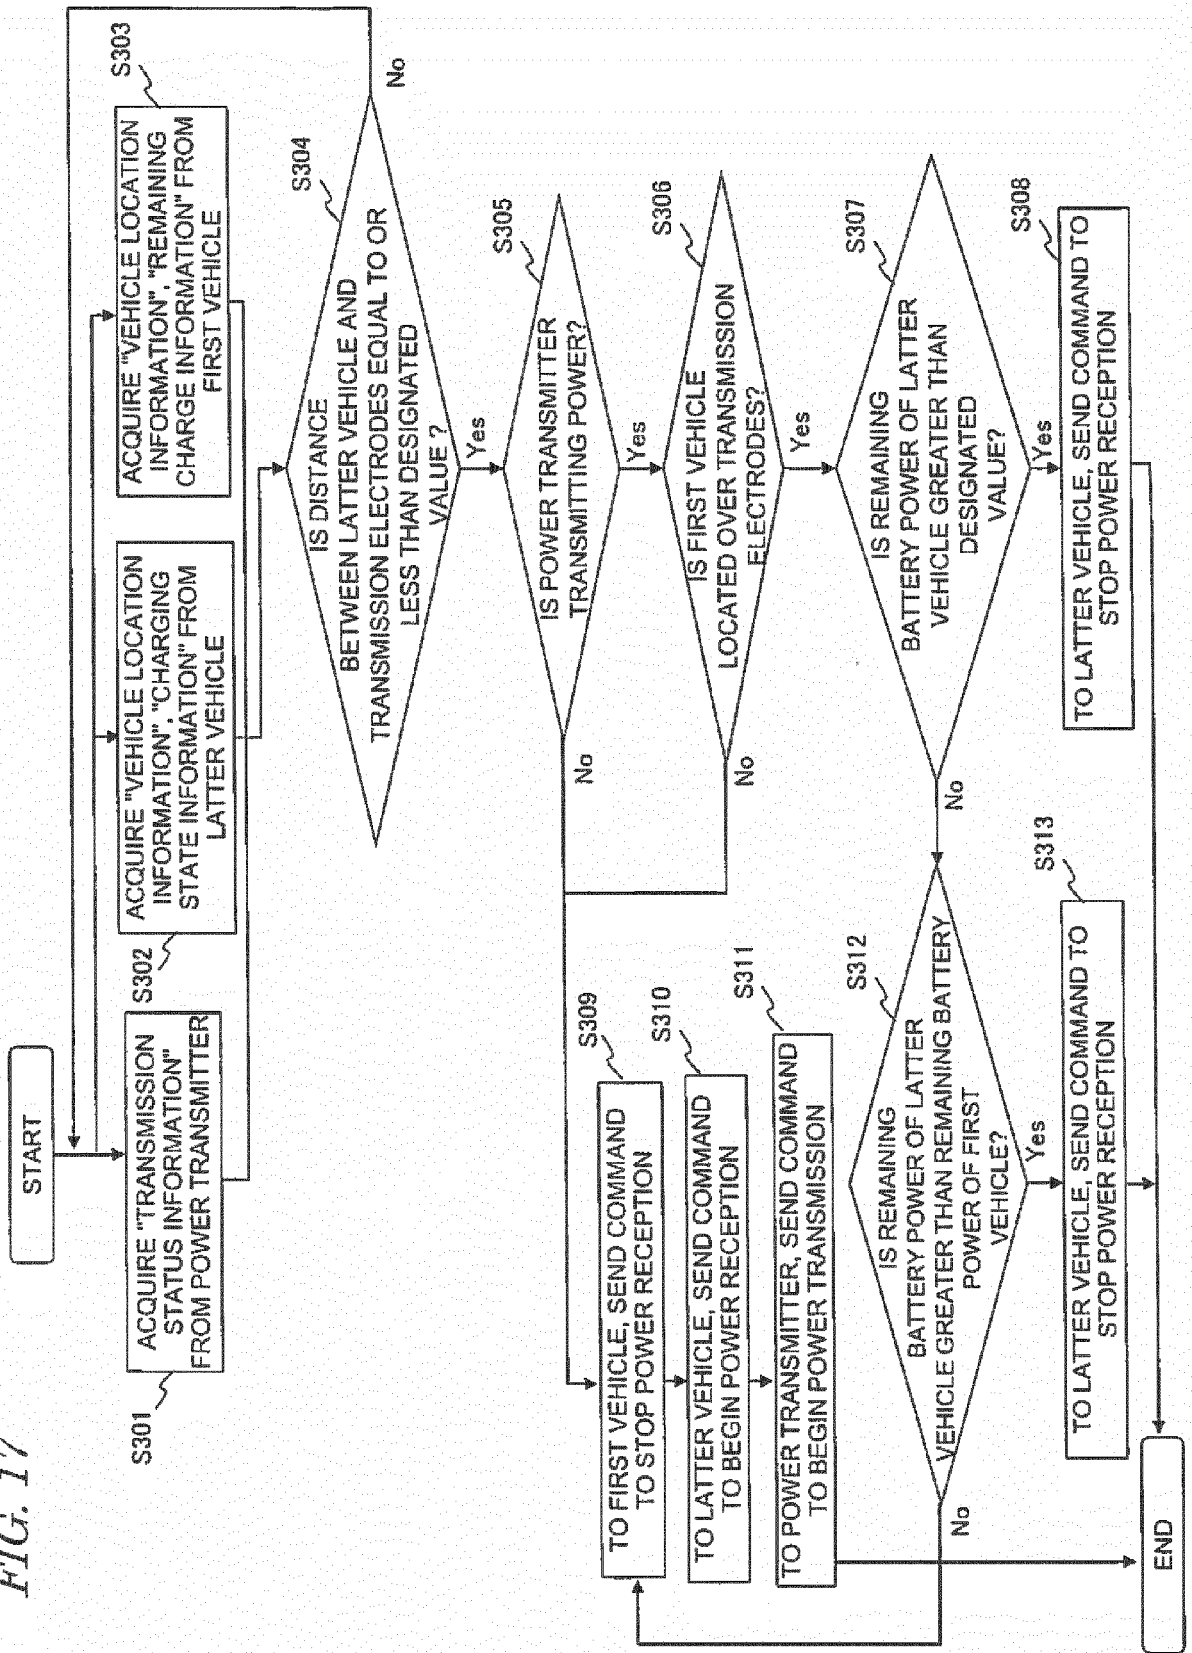 FIG. 17
START
S301
ACQUIRE "TRANSMISSION
STATUS INFORMATION"
FROM POWER TRANSMITTER
S302
ACQUIRE "VEHICLE LOCATION
INFORMATION", "CHARGING
STATE INFORMATION" FROM
LATTER VEHICLE
S303
ACQUIRE "VEHICLE LOCATION
INFORMATION", "REMAINING
CHARGE INFORMATION" FROM
FIRST VEHICLE
S304
IS DISTANCE
BETWEEN LATTER VEHICLE AND
TRANSMISSION ELECTRODES EQUAL TO OR
LESS THAN DESIGNATED
VALUE ?
No
Yes
S305
IS POWER TRANSMITTER
TRANSMITTING POWER?
No
Yes
S306
IS FIRST VEHICLE
LOCATED OVER TRANSMISSION
ELECTRODES?
No
Yes
S307
IS REMAINING
BATTERY POWER OF LATTER
VEHICLE GREATER THAN
DESIGNATED
VALUE?
No
Yes
S308
TO LATTER VEHICLE, SEND COMMAND TO
STOP POWER RECEPTION
S309
TO FIRST VEHICLE, SEND COMMAND
TO STOP POWER RECEPTION
S310
TO LATTER VEHICLE, SEND COMMAND
TO BEGIN POWER RECEPTION
S311
TO POWER TRANSMITTER, SEND COMMAND
TO BEGIN POWER TRANSMISSION
S312
IS REMAINING
BATTERY POWER OF LATTER
VEHICLE GREATER THAN REMAINING BATTERY
POWER OF FIRST
VEHICLE?
No
Yes
S313
TO LATTER VEHICLE, SEND COMMAND TO
STOP POWER RECEPTION
END